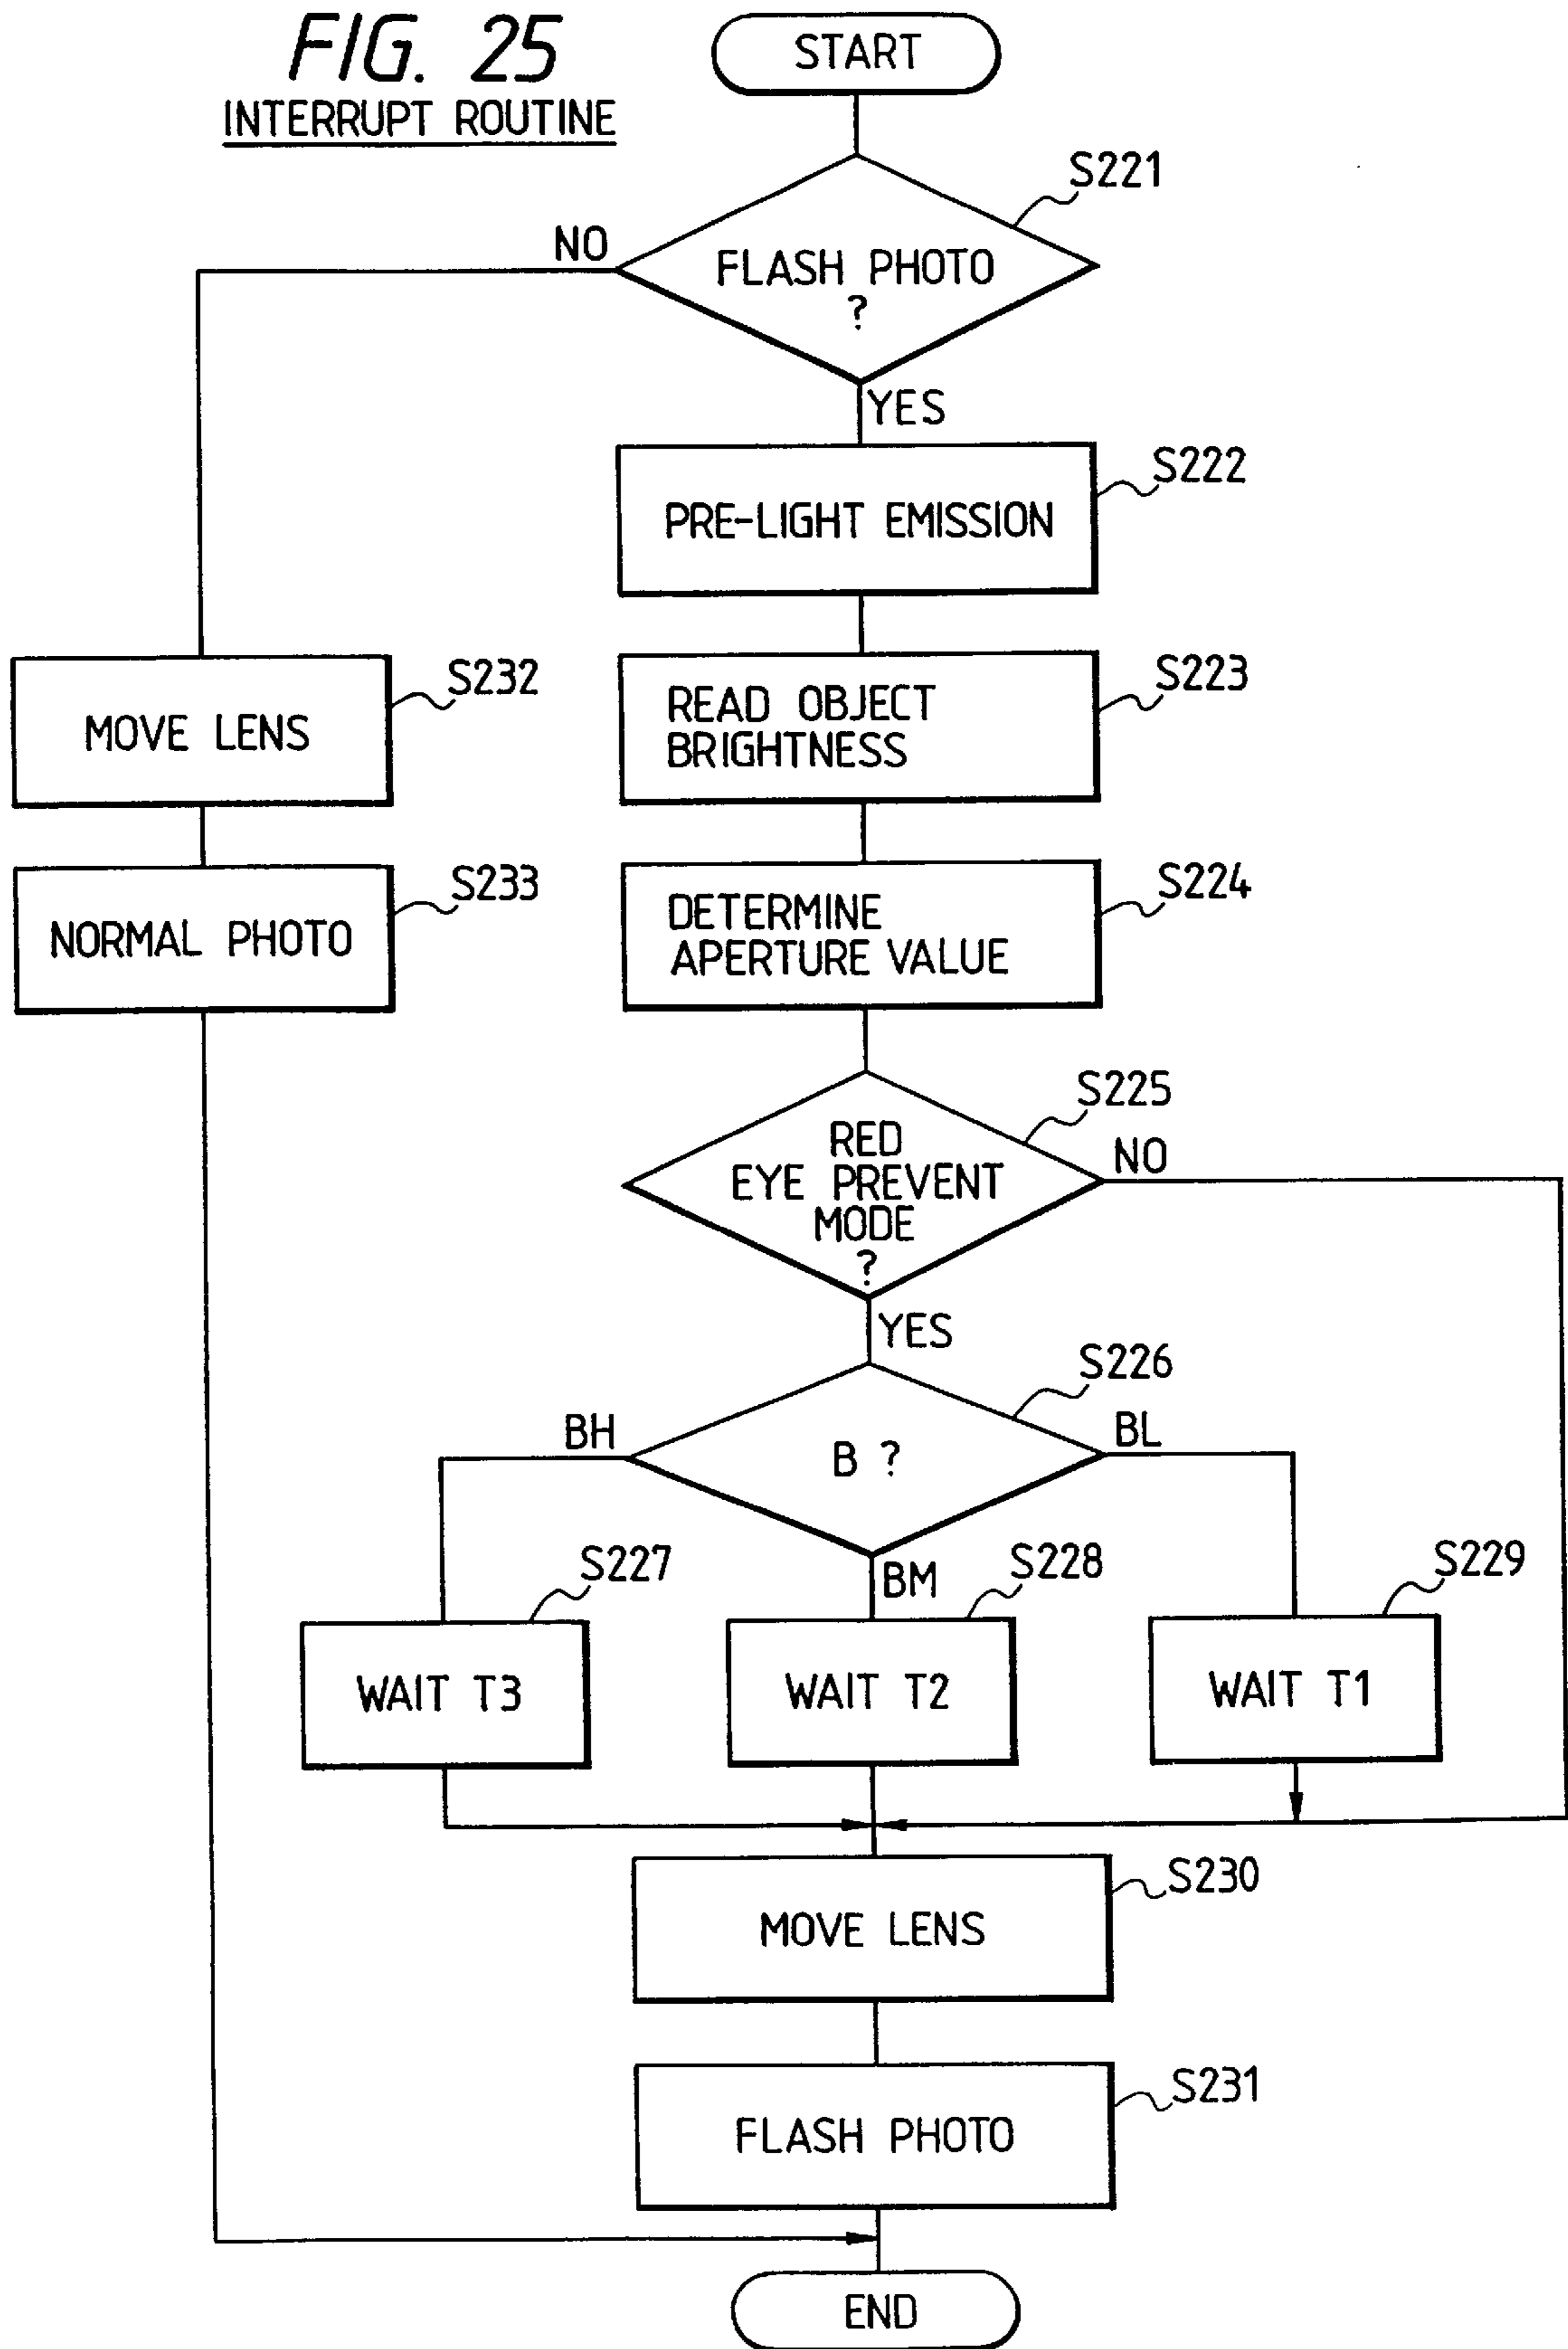 FIG. 25
INTERRUPT ROUTINE
START
S221
NO
FLASH PHOTO
?
YES
S222
PRE-LIGHT EMISSION
S232
MOVE LENS
S223
READ OBJECT
BRIGHTNESS
S233
NORMAL PHOTO
S224
DETERMINE
APERTURE VALUE
S225
RED
EYE PREVENT
MODE
?
NO
YES
S226
BH
B ?
BL
BM
S227
WAIT T3
S228
WAIT T2
S229
WAIT T1
S230
MOVE LENS
S231
FLASH PHOTO
END